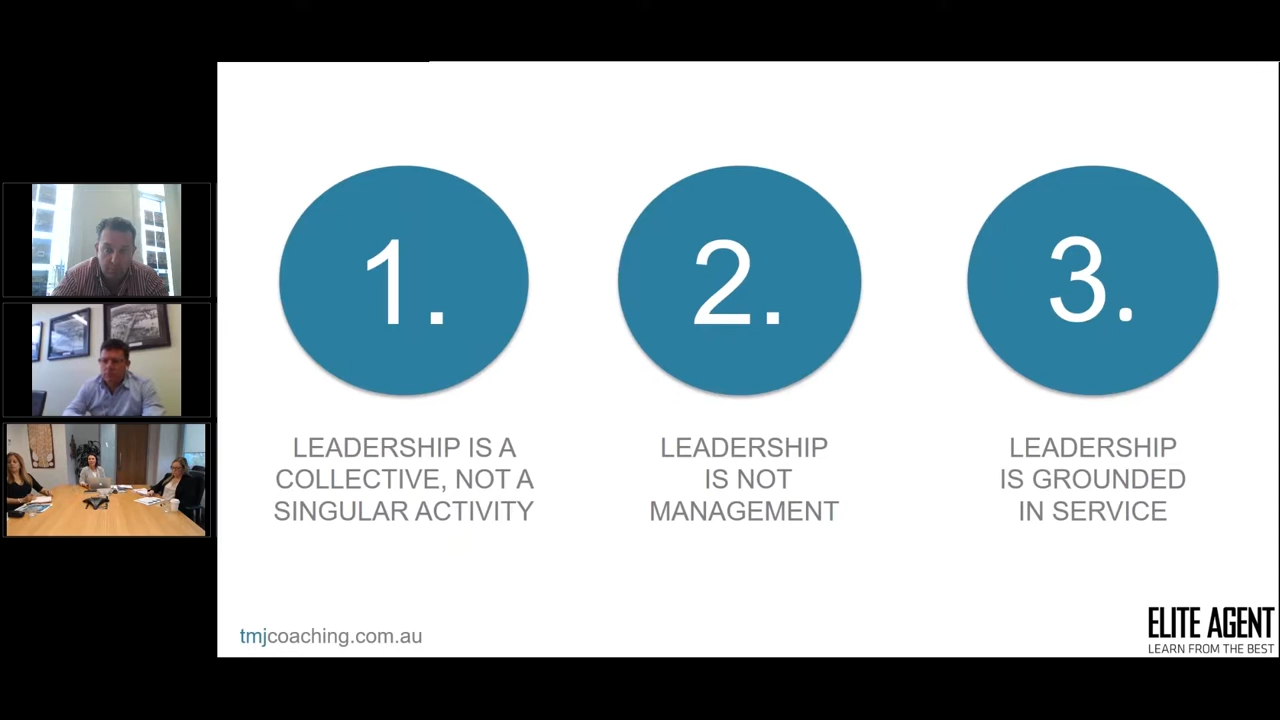 1.
2.
3.
LEADERSHIP IS A
COLLECTIVE, NOT A
SINGULAR ACTIVITY
LEADERSHIP
IS NOT
MANAGEMENT
LEADERSHIP
IS GROUNDED
IN SERVICE
tmjcoaching.com.au
ELITE AGENT
LEARN FROM THE BEST